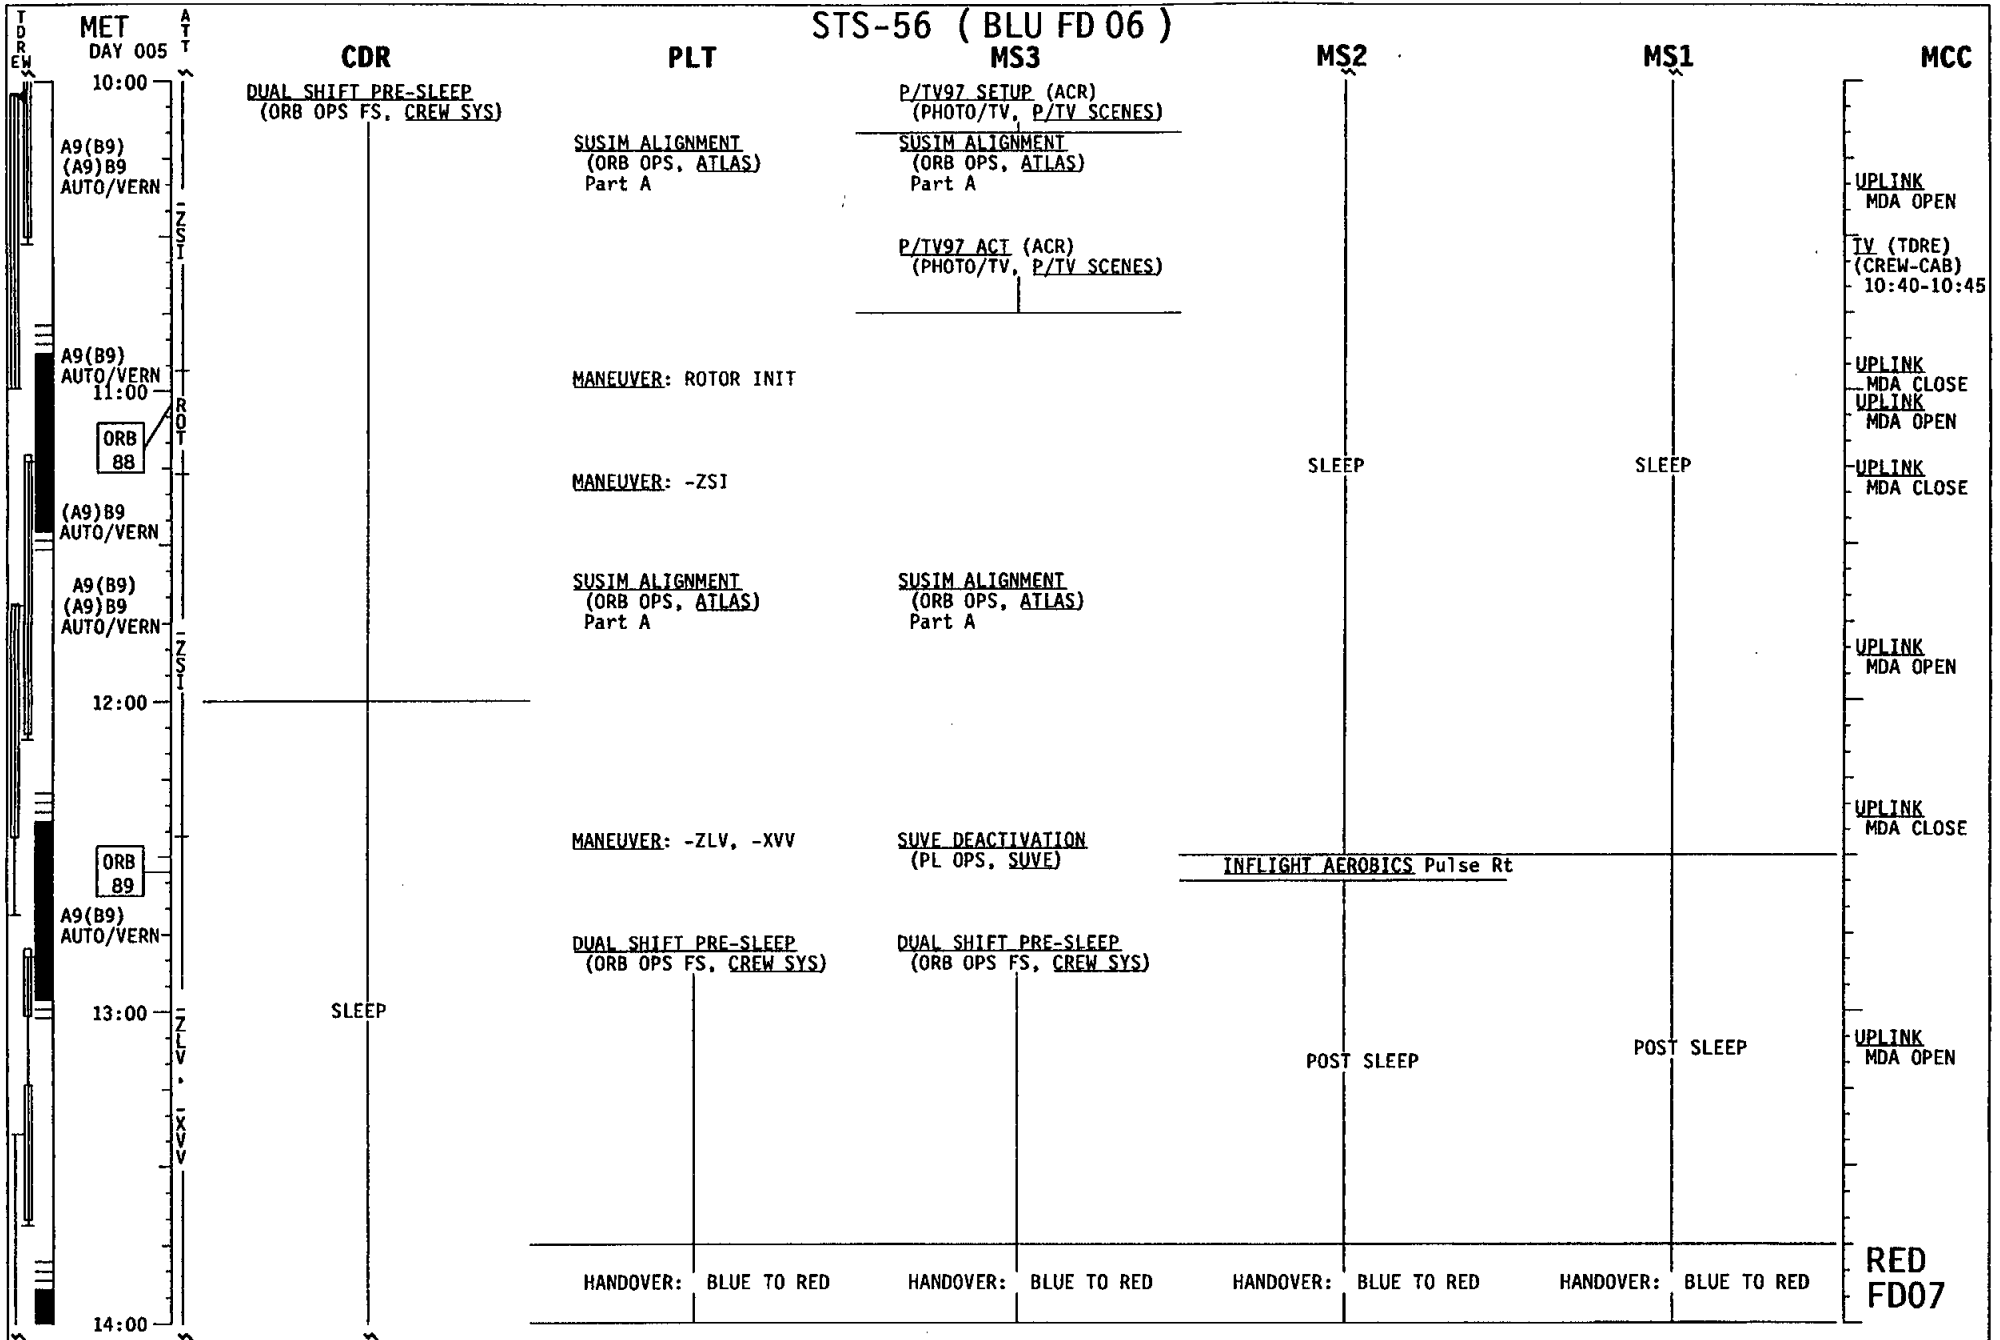 STS-56 ( BLU FD 06 )
TDRE W
MET
DAY 005
ATT
CDR
PLT
MS3
MS2
MS1
MCC
10:00
DUAL SHIFT PRE-SLEEP
(ORB OPS FS, CREW SYS)
P/TV97 SETUP (ACR)
(PHOTO/TV, P/TV SCENES)
A9(B9)
(A9)B9
AUTO/VERN
SUSIM ALIGNMENT
(ORB OPS, ATLAS)
Part A
SUSIM ALIGNMENT
(ORB OPS, ATLAS)
Part A
UPLINK
MDA OPEN
-ZSI
P/TV97 ACT (ACR)
(PHOTO/TV, P/TV SCENES)
TV (TDRE)
(CREW-CAB)
10:40-10:45
A9(B9)
AUTO/VERN
11:00
MANEUVER: ROTOR INIT
UPLINK
MDA CLOSE
UPLINK
MDA OPEN
ROT
ORB
88
SLEEP
SLEEP
UPLINK
MDA CLOSE
MANEUVER: -ZSI
(A9)B9
AUTO/VERN
A9(B9)
(A9)B9
AUTO/VERN
SUSIM ALIGNMENT
(ORB OPS, ATLAS)
Part A
SUSIM ALIGNMENT
(ORB OPS, ATLAS)
Part A
-ZSI
UPLINK
MDA OPEN
12:00
UPLINK
MDA CLOSE
MANEUVER: -ZLV, -XVV
SUVE DEACTIVATION
(PL OPS, SUVE)
ORB
89
INFLIGHT AEROBICS Pulse Rt
A9(B9)
AUTO/VERN
DUAL SHIFT PRE-SLEEP
(ORB OPS FS, CREW SYS)
DUAL SHIFT PRE-SLEEP
(ORB OPS FS, CREW SYS)
13:00
SLEEP
-ZLV, -XVV
POST SLEEP
POST SLEEP
UPLINK
MDA OPEN
HANDOVER: BLUE TO RED
HANDOVER: BLUE TO RED
HANDOVER: BLUE TO RED
HANDOVER: BLUE TO RED
RED
FD07
14:00